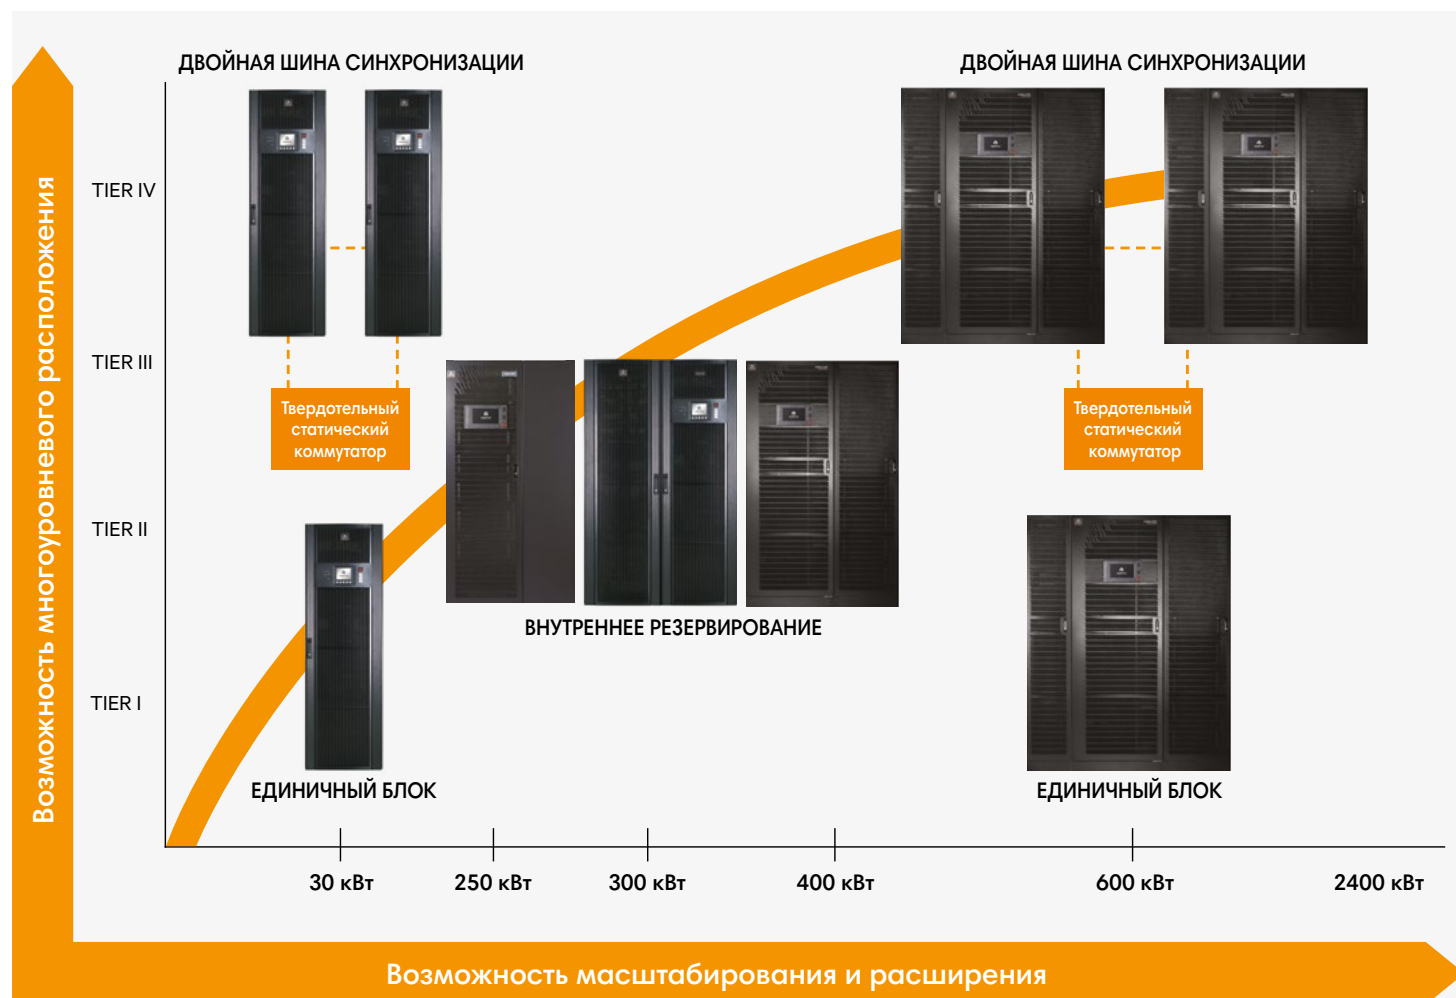 ДВОЙНАЯ ШИНА СИНХРОНИЗАЦИИ
ДВОЙНАЯ ШИНА СИНХРОНИЗАЦИИ
Возможность многоуровневого расположения
TIER IV
TIER III
Твердотельный
статический
коммутатор
Твердотельный
статический
коммутатор
TIER II
ВНУТРЕННЕЕ РЕЗЕРВИРОВАНИЕ
TIER I
ЕДИНИЧНЫЙ БЛОК
ЕДИНИЧНЫЙ БЛОК
30 кВт
250 кВт
300 кВт
400 кВт
600 кВт
2400 кВт
Возможность масштабирования и расширения